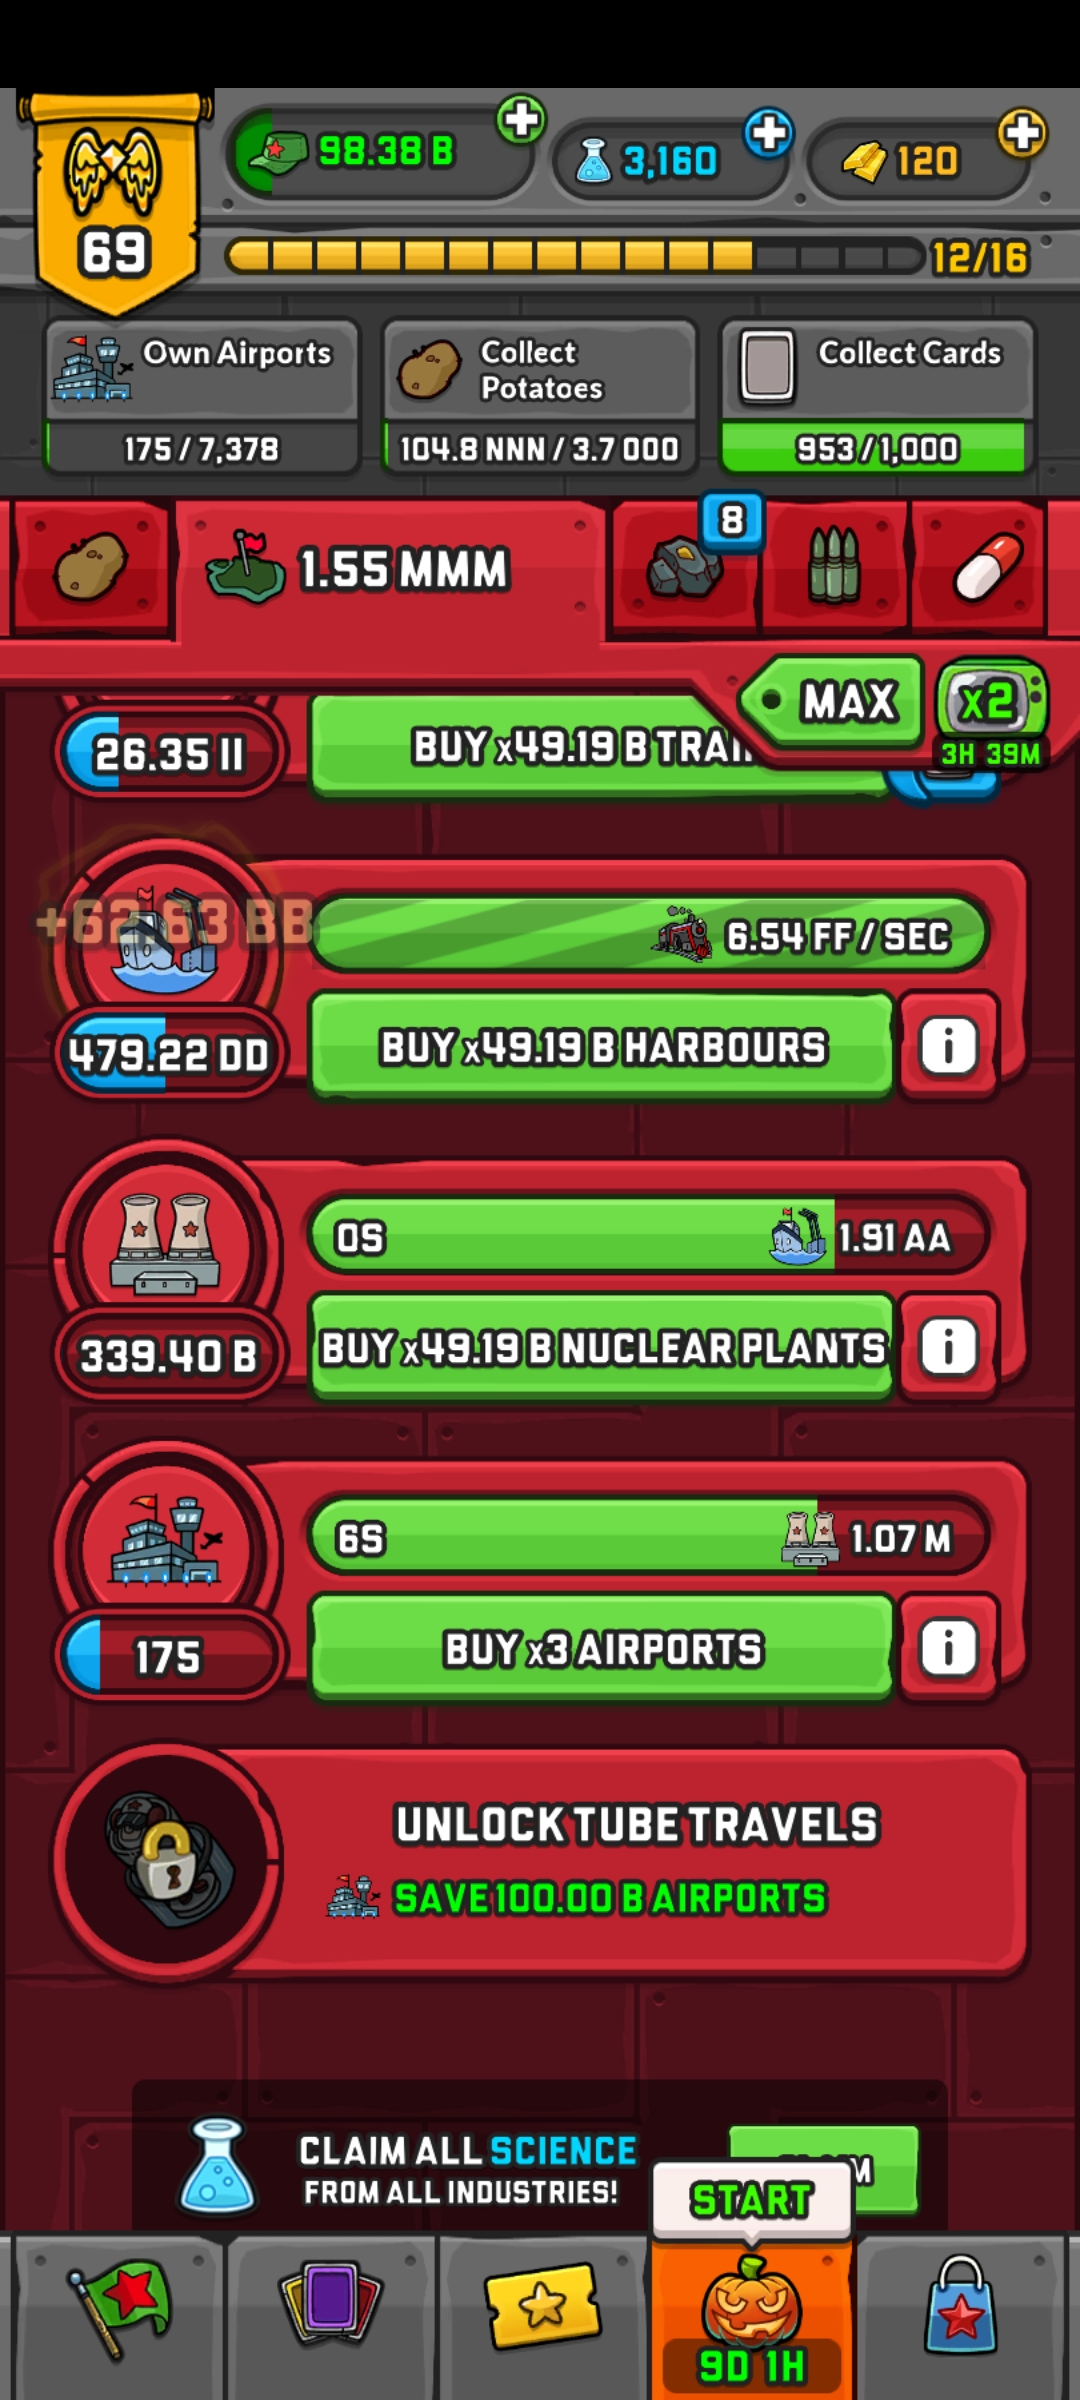 98.38 B
3,160
120
69
12/16
Own Airports
175 / 7,378
Collect
Potatoes
104.8 NNN / 3.7 OOO
Collect Cards
953 / 1,000
1.55 MMM
8
MAX
x2
3H 39M
26.35 II
BUY x49.19 B TRAI
+62.63 BB
6.54 FF / SEC
479.22 DD
BUY x49.19 B HARBOURS
i
0S
1.91 AA
339.40 B
BUY x49.19 B NUCLEAR PLANTS
i
6S
1.07 M
175
BUY x3 AIRPORTS
i
UNLOCK TUBE TRAVELS
SAVE 100.00 B AIRPORTS
CLAIM ALL SCIENCE
FROM ALL INDUSTRIES!
START
9D 1H